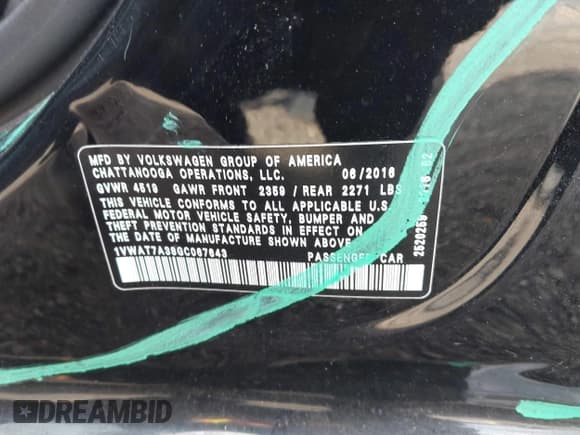 MFD BY VOLKSWAGEN GROUP OF AMERICA
CHATTANOOGA OPERATIONS, LLC. 06/2016
GVWR 4519 GAWR FRONT 2359 / REAR 2271 LBS
THIS VEHICLE CONFORMS TO ALL APPLICABLE U.S.
FEDERAL MOTOR VEHICLE SAFETY, BUMPER AND
THEFT PREVENTION STANDARDS IN EFFECT ON
THE DATE OF MANUFACTURE SHOWN ABOVE.
1VWAT7A35GC067643 PASSENGER CAR
2520259
DREAMBID